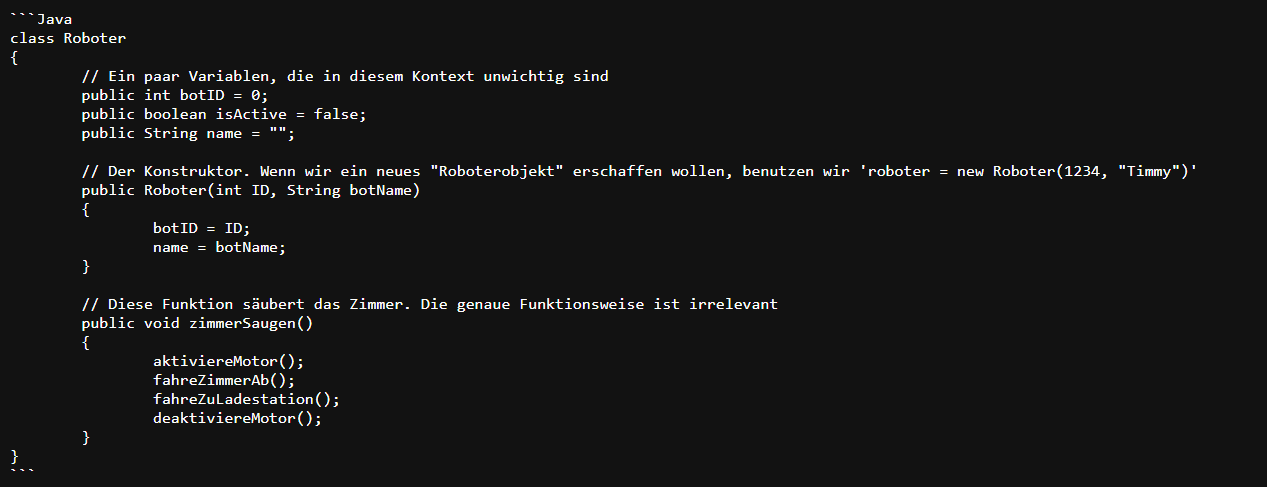 ```Java
class Roboter
{
        // Ein paar Variablen, die in diesem Kontext unwichtig sind
        public int botID = 0;
        public boolean isActive = false;
        public String name = "";

        // Der Konstruktor. Wenn wir ein neues "Roboterobjekt" erschaffen wollen, benutzen wir 'roboter = new Roboter(1234, "Timmy")'
        public Roboter(int ID, String botName)
        {
                botID = ID;
                name = botName;
        }

        // Diese Funktion säubert das Zimmer. Die genaue Funktionsweise ist irrelevant
        public void zimmerSaugen()
        {
                aktiviereMotor();
                fahreZimmerAb();
                fahreZuLadestation();
                deaktiviereMotor();
        }
}
```